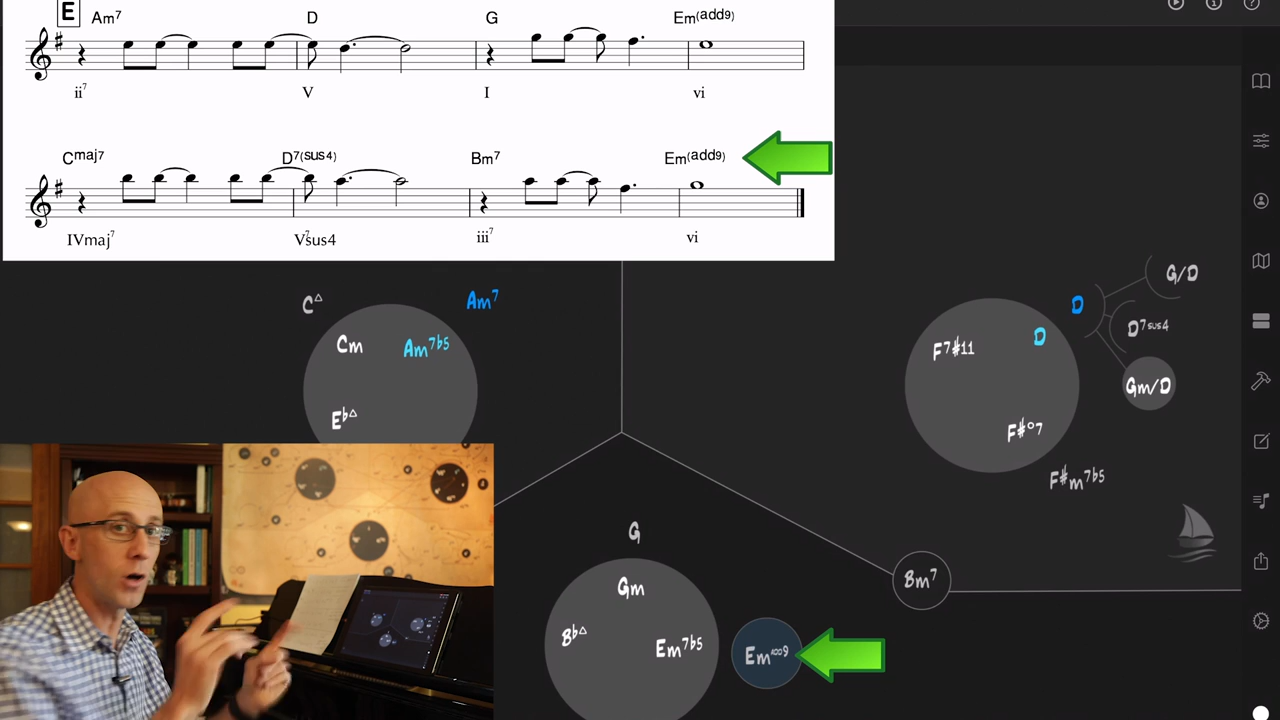 E
Am7 D G Em(add9)
ii7 V I vi
Cmaj7 D7(sus4) Bm7 Em(add9)
IVmaj7 V7sus4 iii7 vi
C△ Am7
Cm Am7b5
Eb△
G/D
D
D7sus4
F7#11 D
Gm/D
F#°7
F#m7b5
G
Gm
Bb△ Em7b5
Emadd9
Bm7